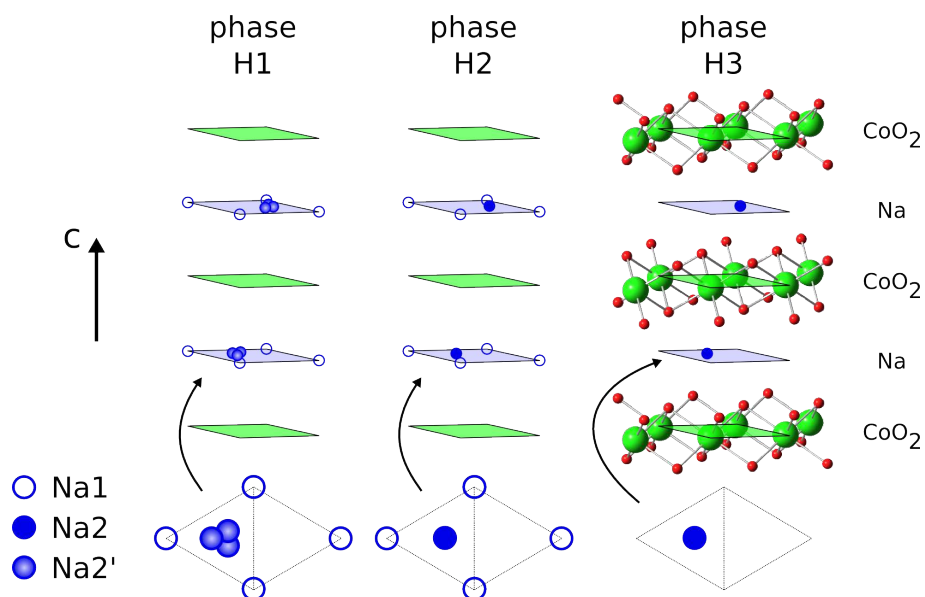 phase
H1
phase
H2
phase
H3
CoO₂
c
Na
CoO₂
Na
CoO₂
Na1
Na2
Na2'